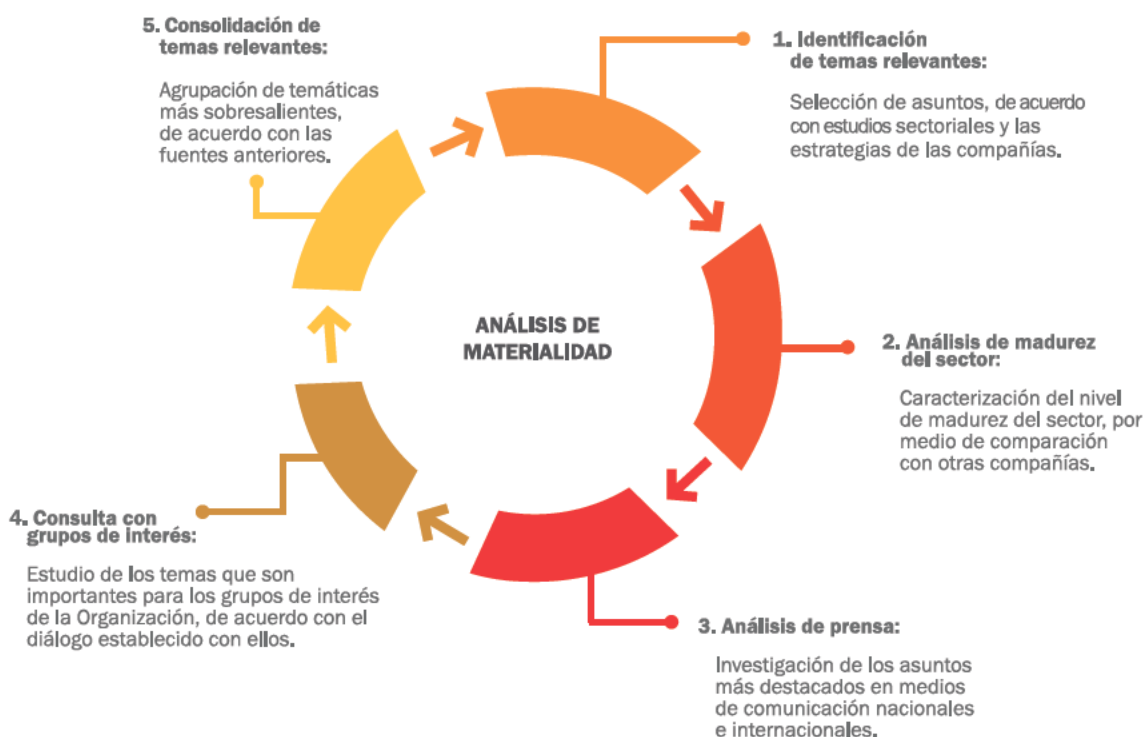 ANÁLISIS DE
MATERIALIDAD
1. Identificación
de temas relevantes:
Selección de asuntos, de acuerdo
con estudios sectoriales y las
estrategias de las compañías.
2. Análisis de madurez
del sector:
Caracterización del nivel
de madurez del sector, por
medio de comparación
con otras compañías.
3. Análisis de prensa:
Investigación de los asuntos
más destacados en medios
de comunicación nacionales
e internacionales.
4. Consulta con
grupos de interés:
Estudio de los temas que son
importantes para los grupos de interés
de la Organización, de acuerdo con el
diálogo establecido con ellos.
5. Consolidación de
temas relevantes:
Agrupación de temáticas
más sobresalientes,
de acuerdo con las
fuentes anteriores.